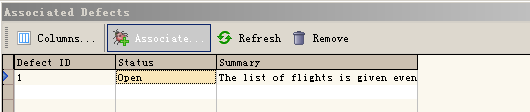 Associated Defects
Columns... Associate... Refresh Remove
Defect ID Status Summary
1 Open The list of flights is given even